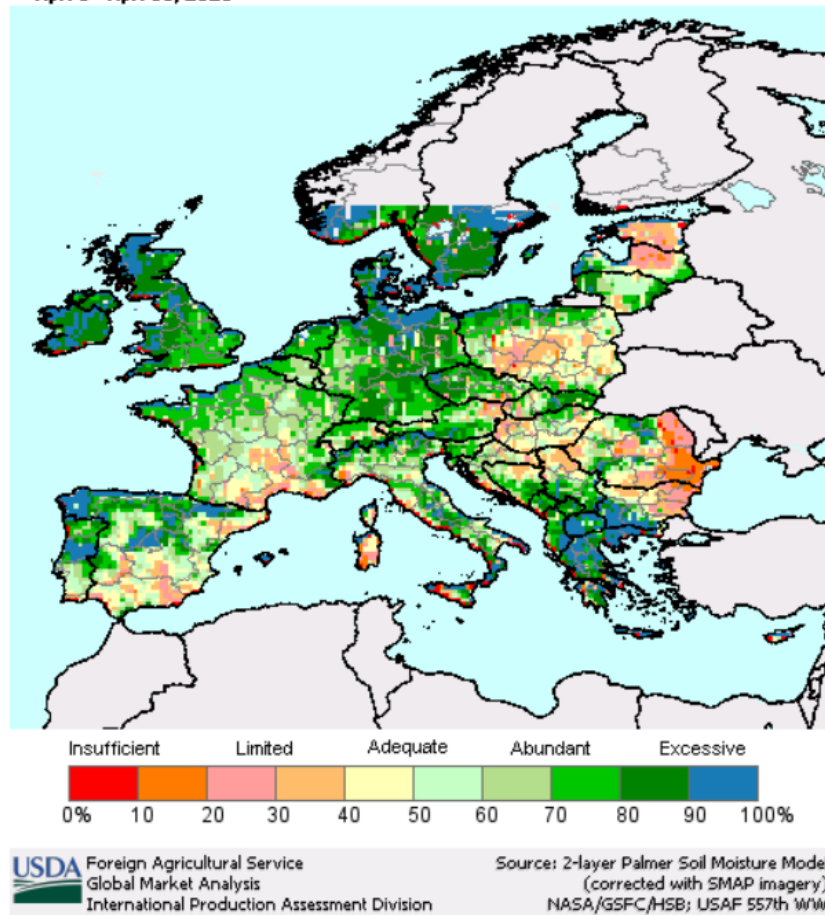 Insufficient Limited Adequate Abundant Excessive
0% 10 20 30 40 50 60 70 80 90 100%
USDA Foreign Agricultural Service
Global Market Analysis
International Production Assessment Division
Source: 2-layer Palmer Soil Moisture Mode
(corrected with SMAP imagery)
NASA/GSFC/HSB; USAF 557th WW